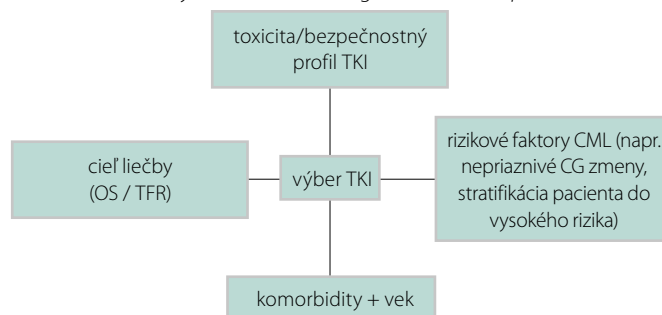 toxicita/bezpečnostný
profil TKI
cieľ liečby
(OS / TFR)
výber TKI
rizikové faktory CML (napr.
nepriaznivé CG zmeny,
stratifikácia pacienta do
vysokého rizika)
komorbidity + vek